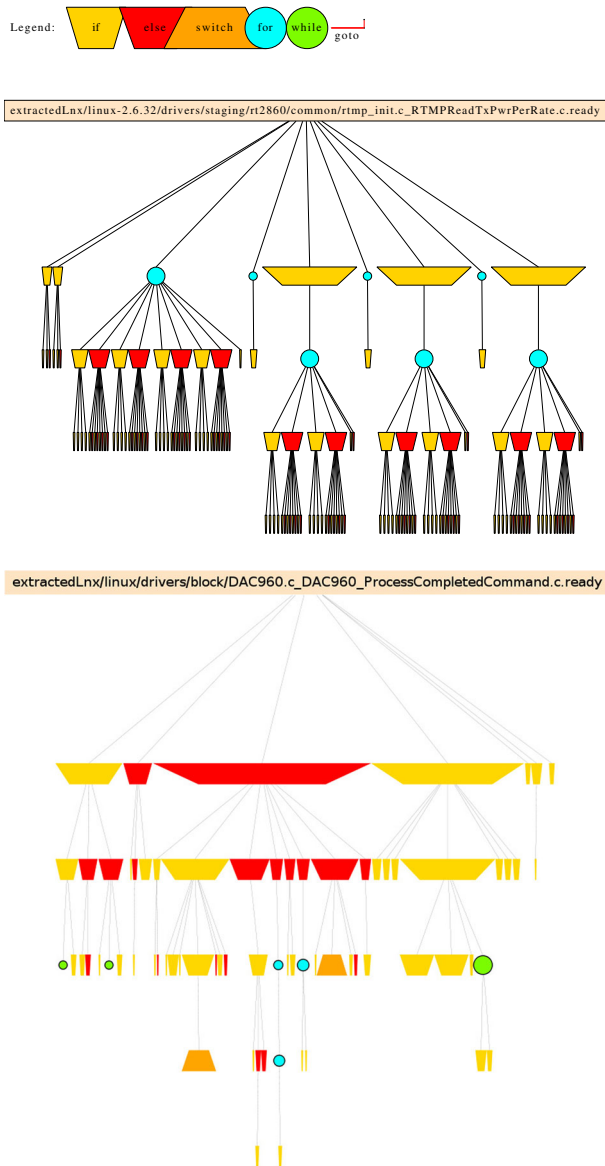 Legend: if else switch for while goto
extractedLnx/linux-2.6.32/drivers/staging/rt2860/common/rtmp_init.c_RTMPReadTxPwrPerRate.c.ready
extractedLnx/linux/drivers/block/DAC960.c_DAC960_ProcessCompletedCommand.c.ready